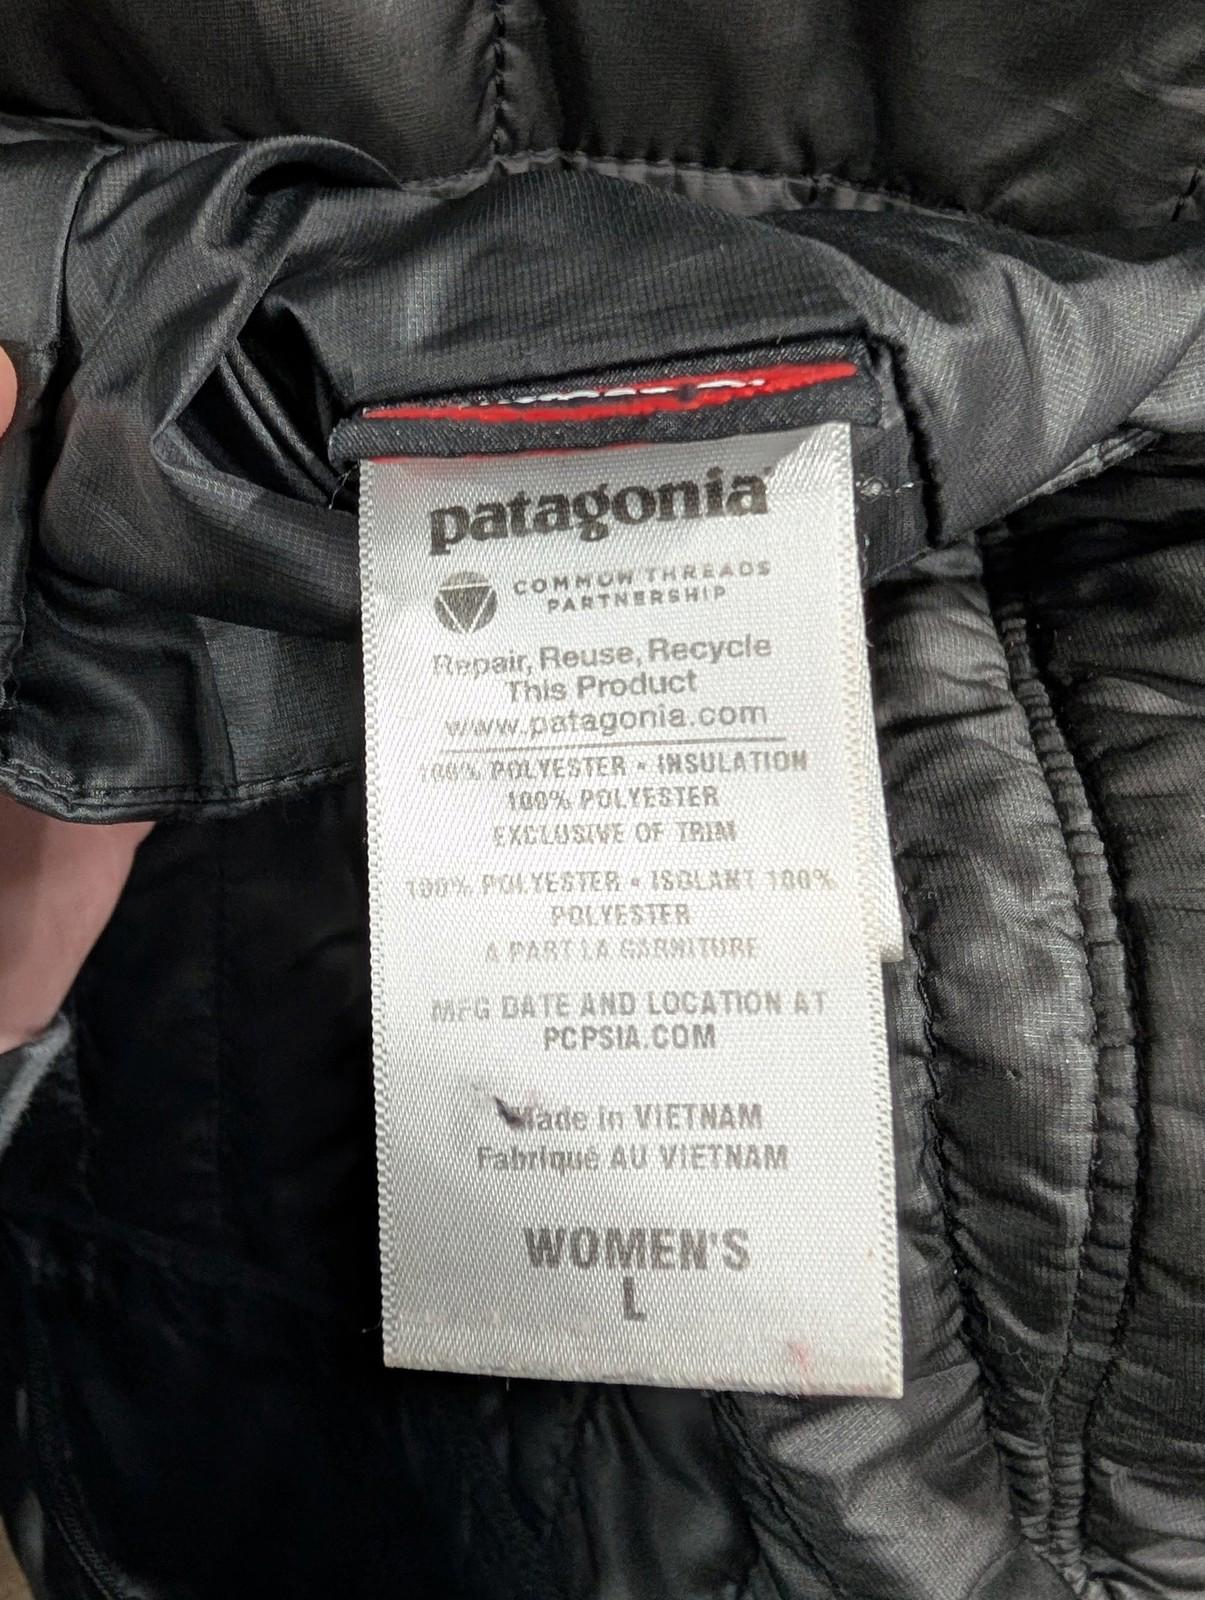 patagonia
COMMON THREADS
PARTNERSHIP
Repair, Reuse, Recycle
This Product
www.patagonia.com
100% POLYESTER • INSULATION
100% POLYESTER
EXCLUSIVE OF TRIM
100% POLYESTER • ISOLANT 100%
POLYESTER
A PART LA GARNITURE
MFG DATE AND LOCATION AT
PCPSIA.COM
Made in VIETNAM
Fabriqué AU VIETNAM
WOMEN'S
L